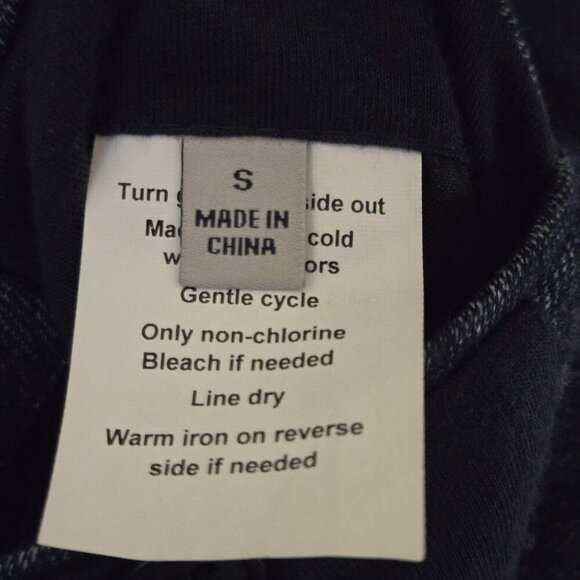 S
MADE IN
CHINA
Turn side out
cold
Gentle cycle
Only non-chlorine
Bleach if needed
Line dry
Warm iron on reverse
side if needed